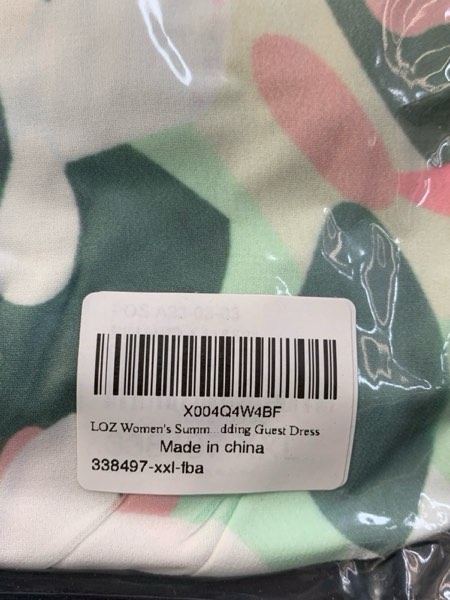 X004Q4W4BF
LOZ Women's Summ...dding Guest Dress
Made in china
338497-xxl-fba